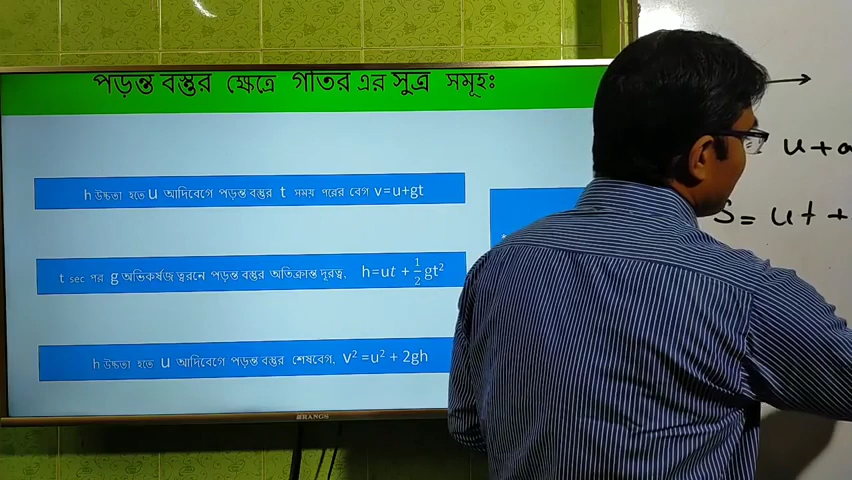 পড়ন্ত বস্তুর ক্ষেত্রে গতির এর সুত্র সমূহঃ
h উচ্চতা হতে u আদিবেগে পড়ন্ত বস্তুর t সময় পরের বেগ v=u+gt
t sec পর g অভিকর্ষজ ত্বরনে পড়ন্ত বস্তুর অতিক্রান্ত দূরত্ব, h=ut + 1/2 gt²
h উচ্চতা হতে u আদিবেগে পড়ন্ত বস্তুর শেষবেগ, v² =u² + 2gh
RANGS
u + a
S = ut +